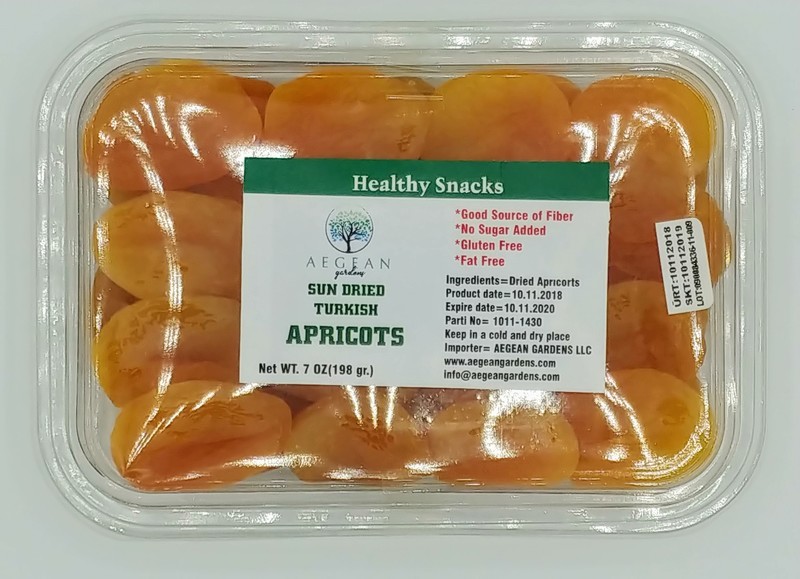 Healthy Snacks
AEGEAN
gardens
SUN DRIED
TURKISH
APRICOTS
Net WT. 7 OZ(198 gr.)
*Good Source of Fiber
*No Sugar Added
*Gluten Free
*Fat Free
Ingredients=Dried Apricorts
Product date=10.11.2018
Expire date=10.11.2020
Parti No= 1011-1430
Keep in a cold and dry place
Importer= AEGEAN GARDENS LLC
www.aegeangardens.com
info@aegeangardens.com
ÜRT:10112018
SKT:10112019